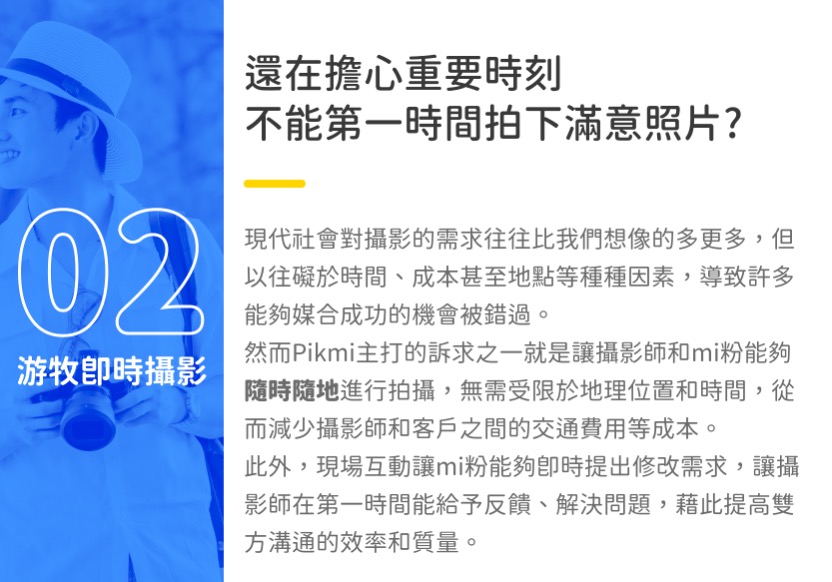 還在擔心重要時刻
不能第一時間拍下滿意照片?
02
游牧即時攝影
現代社會對攝影的需求往往比我們想像的多更多，但
以往礙於時間、成本甚至地點等種種因素，導致許多
能夠媒合成功的機會被錯過。
然而Pikmi主打的訴求之一就是讓攝影師和mi粉能夠
隨時隨地進行拍攝，無需受限於地理位置和時間，從
而減少攝影師和客戶之間的交通費用等成本。
此外，現場互動讓mi粉能夠即時提出修改需求，讓攝
影師在第一時間能給予反饋、解決問題，藉此提高雙
方溝通的效率和質量。